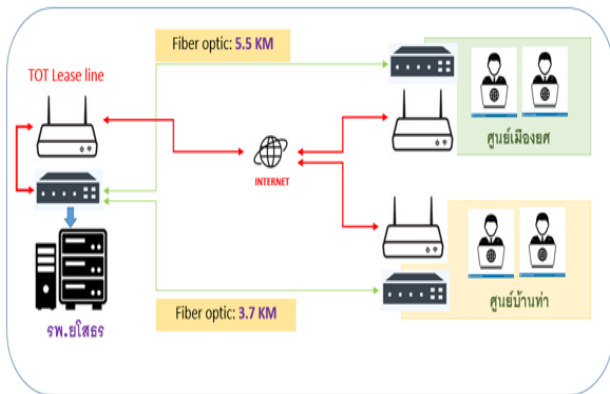 Fiber optic: 5.5 KM
TOT Lease line
ศูนย์เมืองยศ
INTERNET
ศูนย์บ้านท่า
Fiber optic: 3.7 KM
รพ.ยโสธร